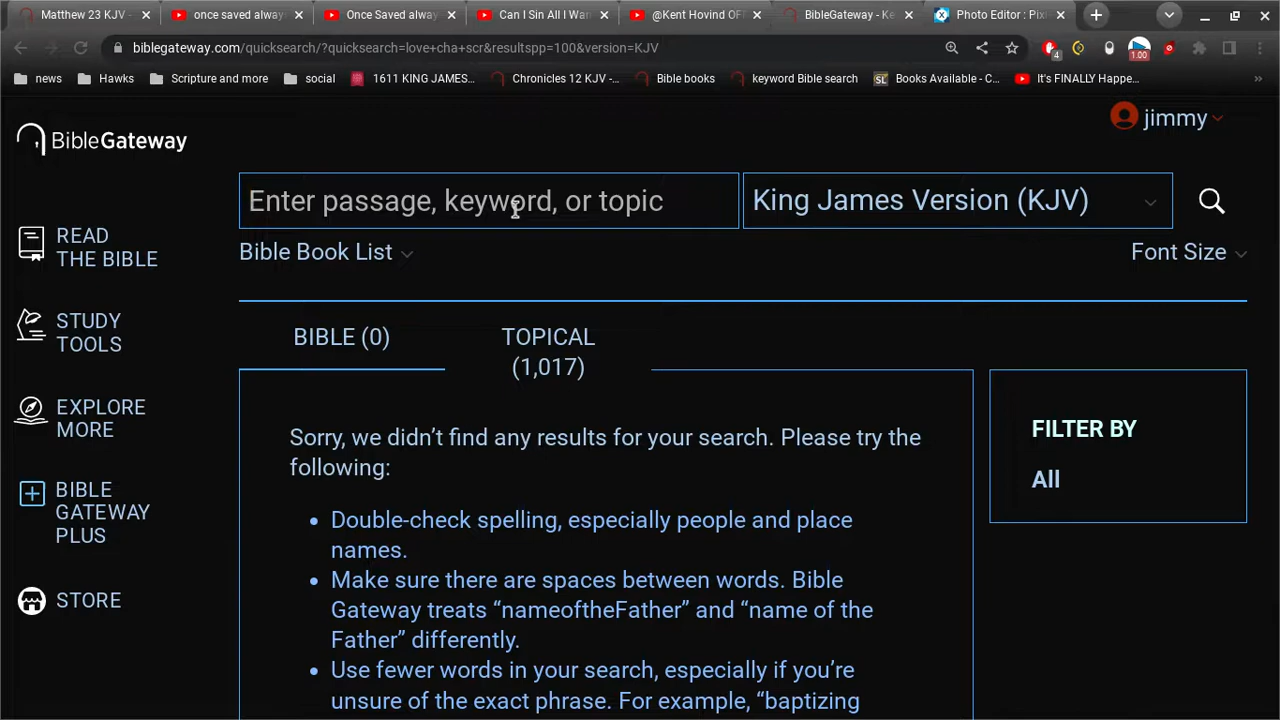 Matthew 23 KJV -
once saved alway
Once Saved alway
Can I Sin All I Wan
@Kent Hovind OFF
BibleGateway - Ke
Photo Editor : Pix
biblegateway.com/quicksearch/?quicksearch=love+cha+scr&resultspp=100&version=KJV
4
1.00
news
Hawks
Scripture and more
social
1611 KING JAMES...
Chronicles 12 KJV -...
Bible books
keyword Bible search
SL
Books Available - C...
It's FINALLY Happe...
»
jimmy
BibleGateway
Enter passage, keyword, or topic
King James Version (KJV)
Bible Book List
Font Size
READ
THE BIBLE
STUDY
TOOLS
EXPLORE
MORE
BIBLE
GATEWAY
PLUS
STORE
BIBLE (0)
TOPICAL
(1,017)
Sorry, we didn’t find any results for your search. Please try the
following:
• Double-check spelling, especially people and place
names.
• Make sure there are spaces between words. Bible
Gateway treats “nameoftheFather” and “name of the
Father” differently.
• Use fewer words in your search, especially if you’re
unsure of the exact phrase. For example, “baptizing
FILTER BY
All